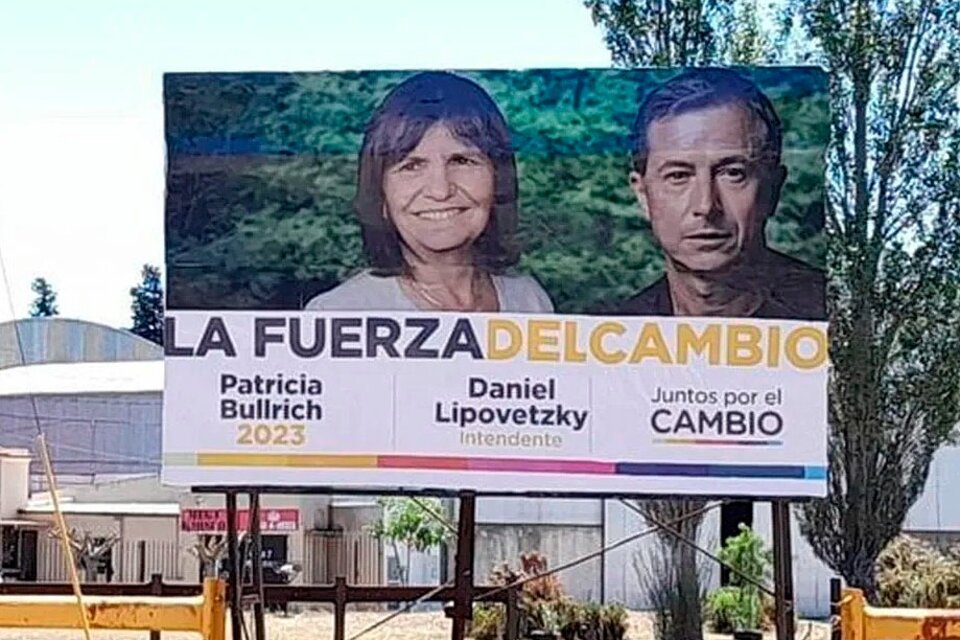 LA FUERZA DEL CAMBIO
Patricia
Bullrich
2023
Daniel
Lipovetzky
Intendente
Juntos por el
CAMBIO